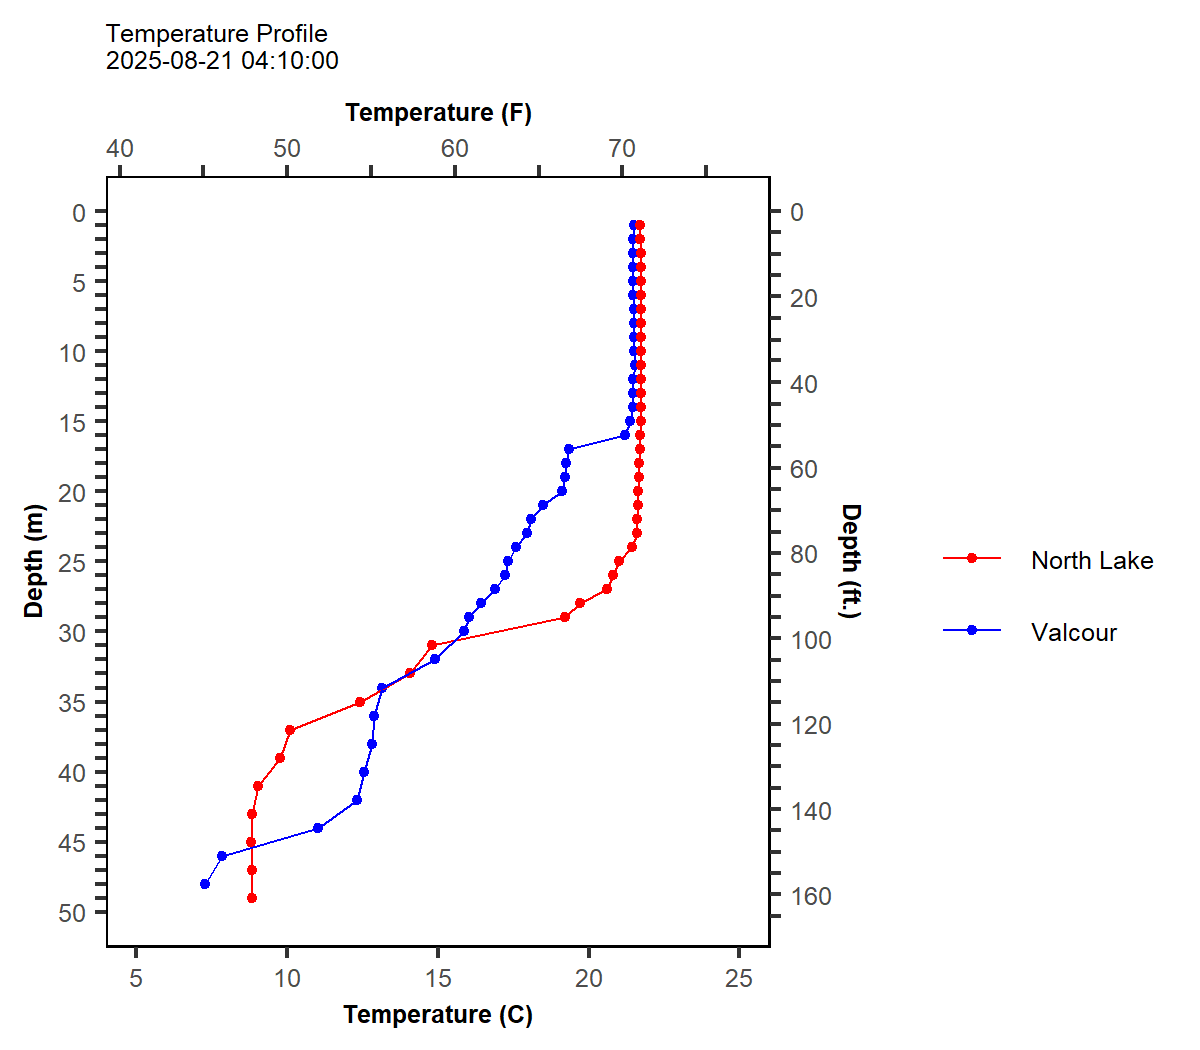 Temperature Profile
2025-08-21 04:10:00
Temperature (F)
40 50 60 70
0
5
10
15
20
25
30
35
40
45
50
Depth (m)
0
20
40
60
80
100
120
140
160
Depth (ft.)
North Lake
Valcour
5 10 15 20 25
Temperature (C)